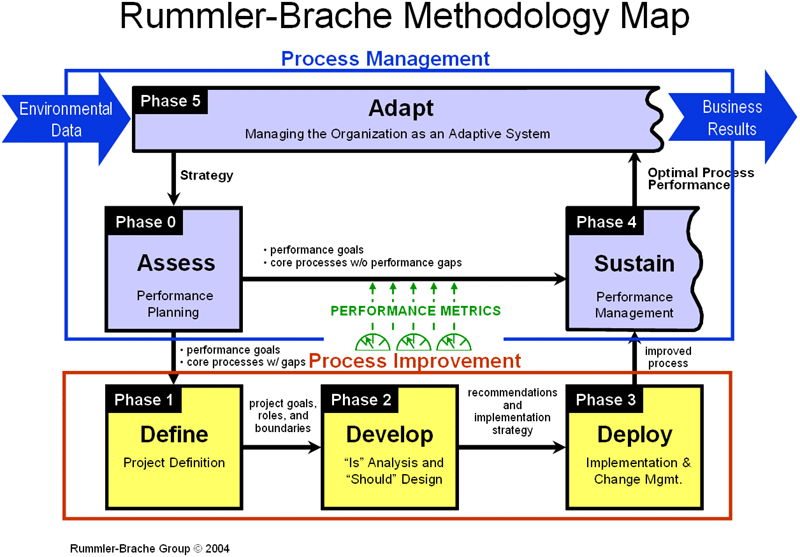 Rummler-Brache Methodology Map
Process Management
Environmental
Data
Phase 5
Adapt
Managing the Organization as an Adaptive System
Business
Results
Strategy
Optimal Process
Performance
Phase 0
Assess
Performance
Planning
• performance goals
• core processes w/o performance gaps
PERFORMANCE METRICS
Phase 4
Sustain
Performance
Management
• performance goals
• core processes w/ gaps
improved
process
Process Improvement
Phase 1
Define
Project Definition
project goals,
roles, and
boundaries
Phase 2
Develop
“Is” Analysis and
“Should” Design
recommendations
and
implementation
strategy
Phase 3
Deploy
Implementation &
Change Mgmt.
Rummler-Brache Group © 2004